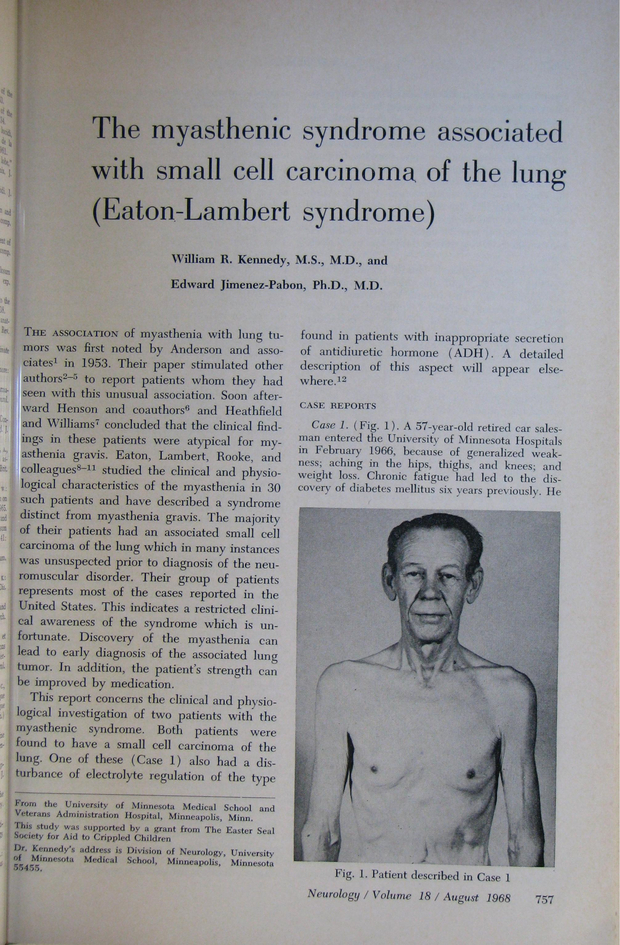 The myasthenic syndrome associated
with small cell carcinoma of the lung
(Eaton-Lambert syndrome)
William R. Kennedy, M.S., M.D., and
Edward Jimenez-Pabon, Ph.D., M.D.
THE ASSOCIATION of myasthenia with lung tu-
mors was first noted by Anderson and asso-
ciates1 in 1953. Their paper stimulated other
authors2–5 to report patients whom they had
seen with this unusual association. Soon after-
ward Henson and coauthors6 and Heathfield
and Williams7 concluded that the clinical find-
ings in these patients were atypical for my-
asthenia gravis. Eaton, Lambert, Rooke, and
colleagues8–11 studied the clinical and physio-
logical characteristics of the myasthenia in 30
such patients and have described a syndrome
distinct from myasthenia gravis. The majority
of their patients had an associated small cell
carcinoma of the lung which in many instances
was unsuspected prior to diagnosis of the neu-
romuscular disorder. Their group of patients
represents most of the cases reported in the
United States. This indicates a restricted clini-
cal awareness of the syndrome which is un-
fortunate. Discovery of the myasthenia can
lead to early diagnosis of the associated lung
tumor. In addition, the patient's strength can
be improved by medication.
This report concerns the clinical and physio-
logical investigation of two patients with the
myasthenic syndrome. Both patients were
found to have a small cell carcinoma of the
lung. One of these (Case 1) also had a dis-
turbance of electrolyte regulation of the type
From the University of Minnesota Medical School and
Veterans Administration Hospital, Minneapolis, Minn.
This study was supported by a grant from The Easter Seal
Society for Aid to Crippled Children
Dr. Kennedy's address is Division of Neurology, University
of Minnesota Medical School, Minneapolis, Minnesota
55455.
found in patients with inappropriate secretion
of antidiuretic hormone (ADH). A detailed
description of this aspect will appear else-
where.12
CASE REPORTS
Case 1. (Fig. 1). A 57-year-old retired car sales-
man entered the University of Minnesota Hospitals
in February 1966, because of generalized weak-
ness; aching in the hips, thighs, and knees; and
weight loss. Chronic fatigue had led to the dis-
covery of diabetes mellitus six years previously. He
Fig. 1. Patient described in Case 1
Neurology / Volume 18 / August 1968 757